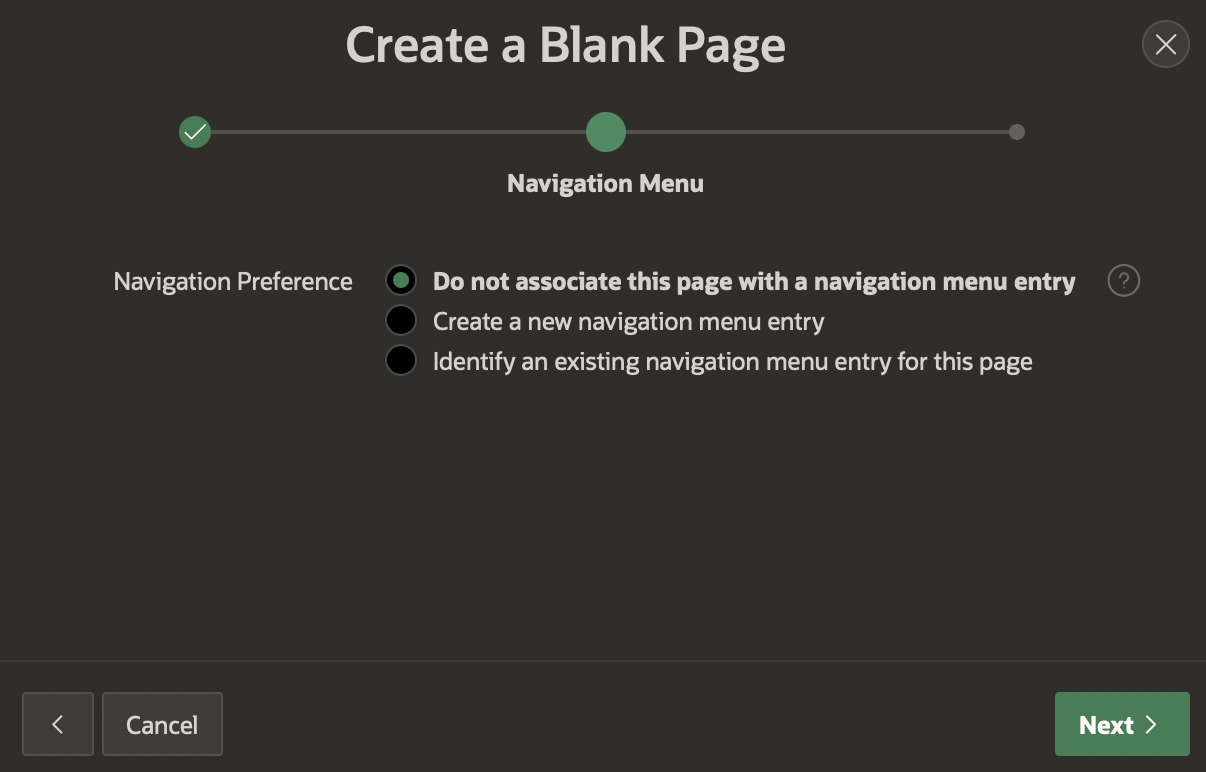 Create a Blank Page
Navigation Menu
Navigation Preference
Do not associate this page with a navigation menu entry
?
Create a new navigation menu entry
Identify an existing navigation menu entry for this page
Cancel
Next